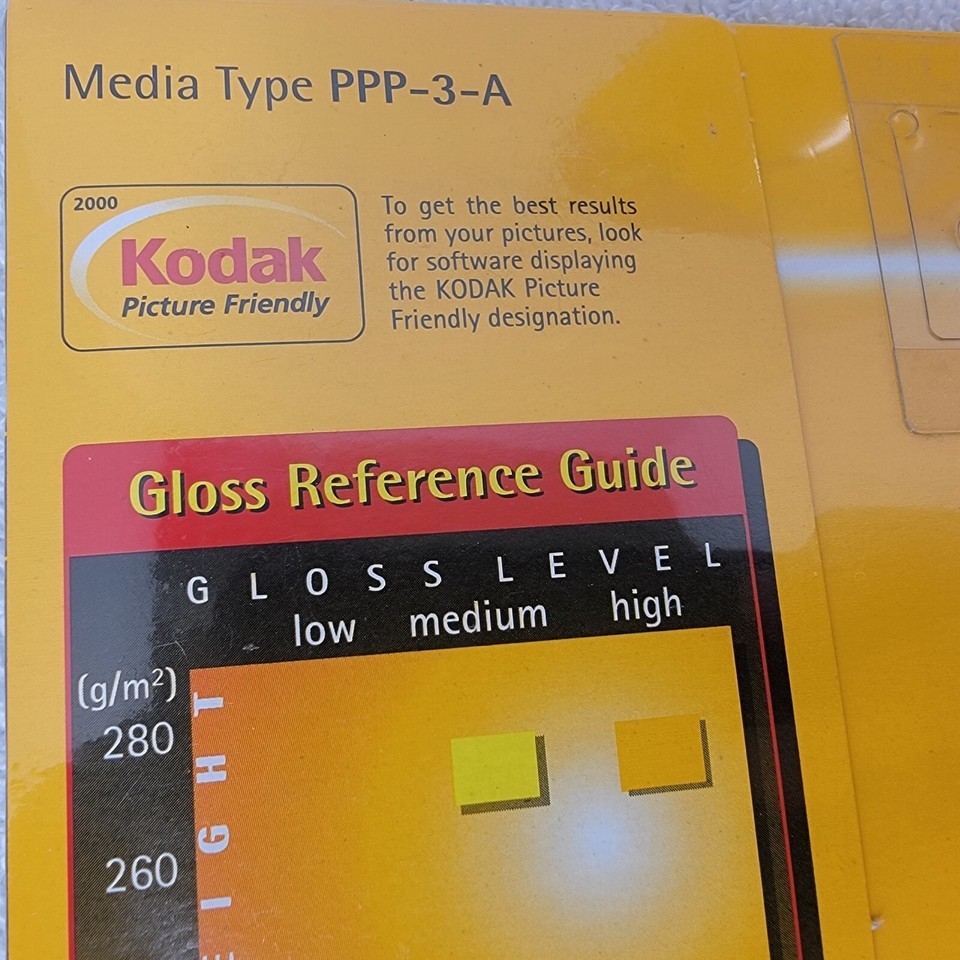 Media Type PPP-3-A
2000
Kodak
Picture Friendly
To get the best results
from your pictures, look
for software displaying
the KODAK Picture
Friendly designation.
Gloss Reference Guide
GLOSS LEVEL
low medium high
(g/m²)
280
260
EIGHT